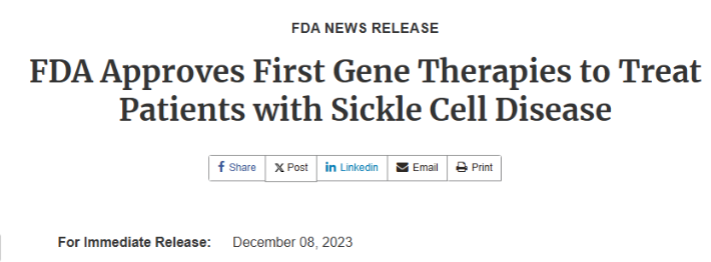 FDA NEWS RELEASE
FDA Approves First Gene Therapies to Treat
Patients with Sickle Cell Disease
Share Post Linkedin Email Print
For Immediate Release: December 08, 2023